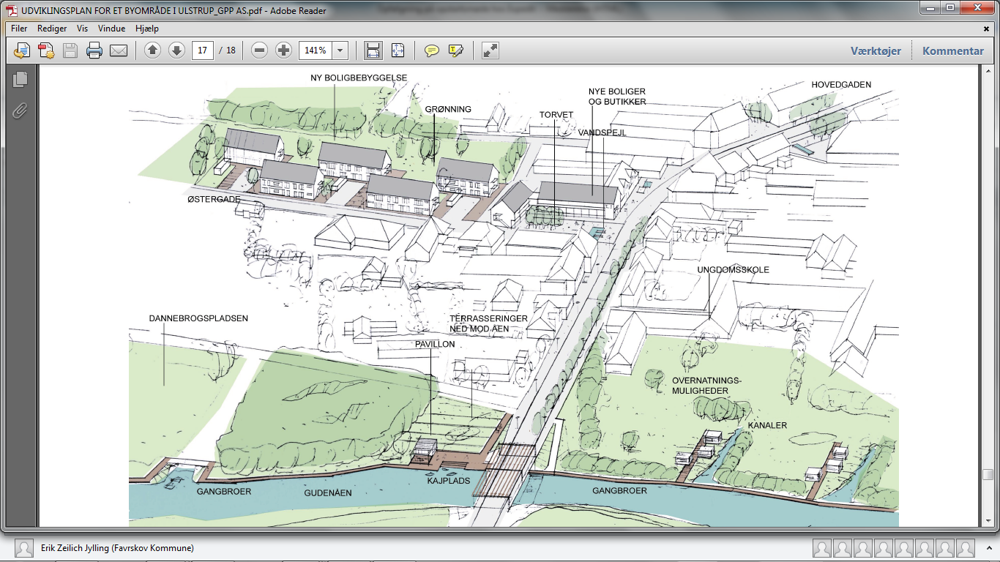 UDVIKLINGSPLAN FOR ET BYOMRÅDE I ULSTRUP_GPP AS.pdf - Adobe Reader
Filer Rediger Vis Vindue Hjælp
17 / 18 141% Værktøjer Kommentar
NY BOLIGBEBYGGELSE
HOVEDGADEN
NYE BOLIGER
OG BUTIKKER
GRØNNING
TORVET
VANDSPEJL
ØSTERGADE
UNGDOMSSKOLE
DANNEBROGSPLADSEN
TERRASSERINGER
NED MOD ÅEN
PAVILLON
OVERNATNINGS-
MULIGHEDER
KANALER
KAJPLADS
GANGBROER
GUDENÅEN
GANGBROER
Erik Zeilich Jylling (Favrskov Kommune)